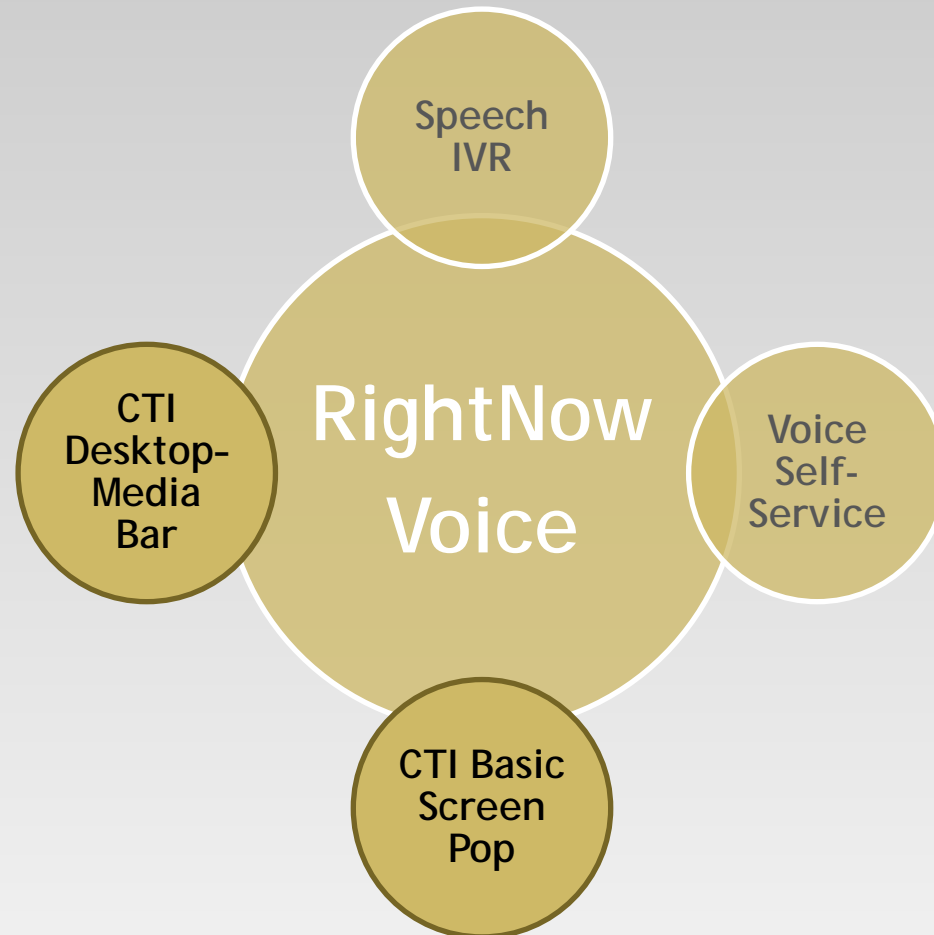 Speech
IVR
RightNow
Voice
CTI
Desktop-
Media
Bar
Voice
Self-
Service
CTI Basic
Screen
Pop